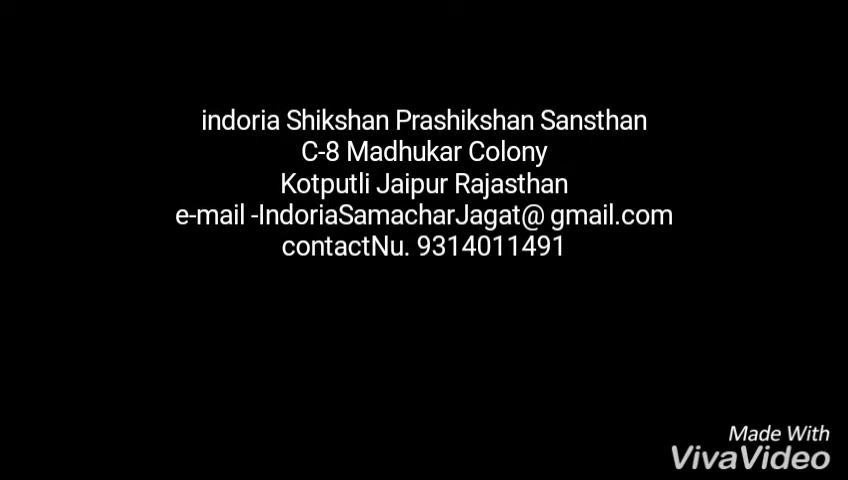 indoria Shikshan Prashikshan Sansthan
C-8 Madhukar Colony
Kotputli Jaipur Rajasthan
e-mail -IndoriaSamacharJagat@ gmail.com
contactNu. 9314011491
Made With
VivaVideo